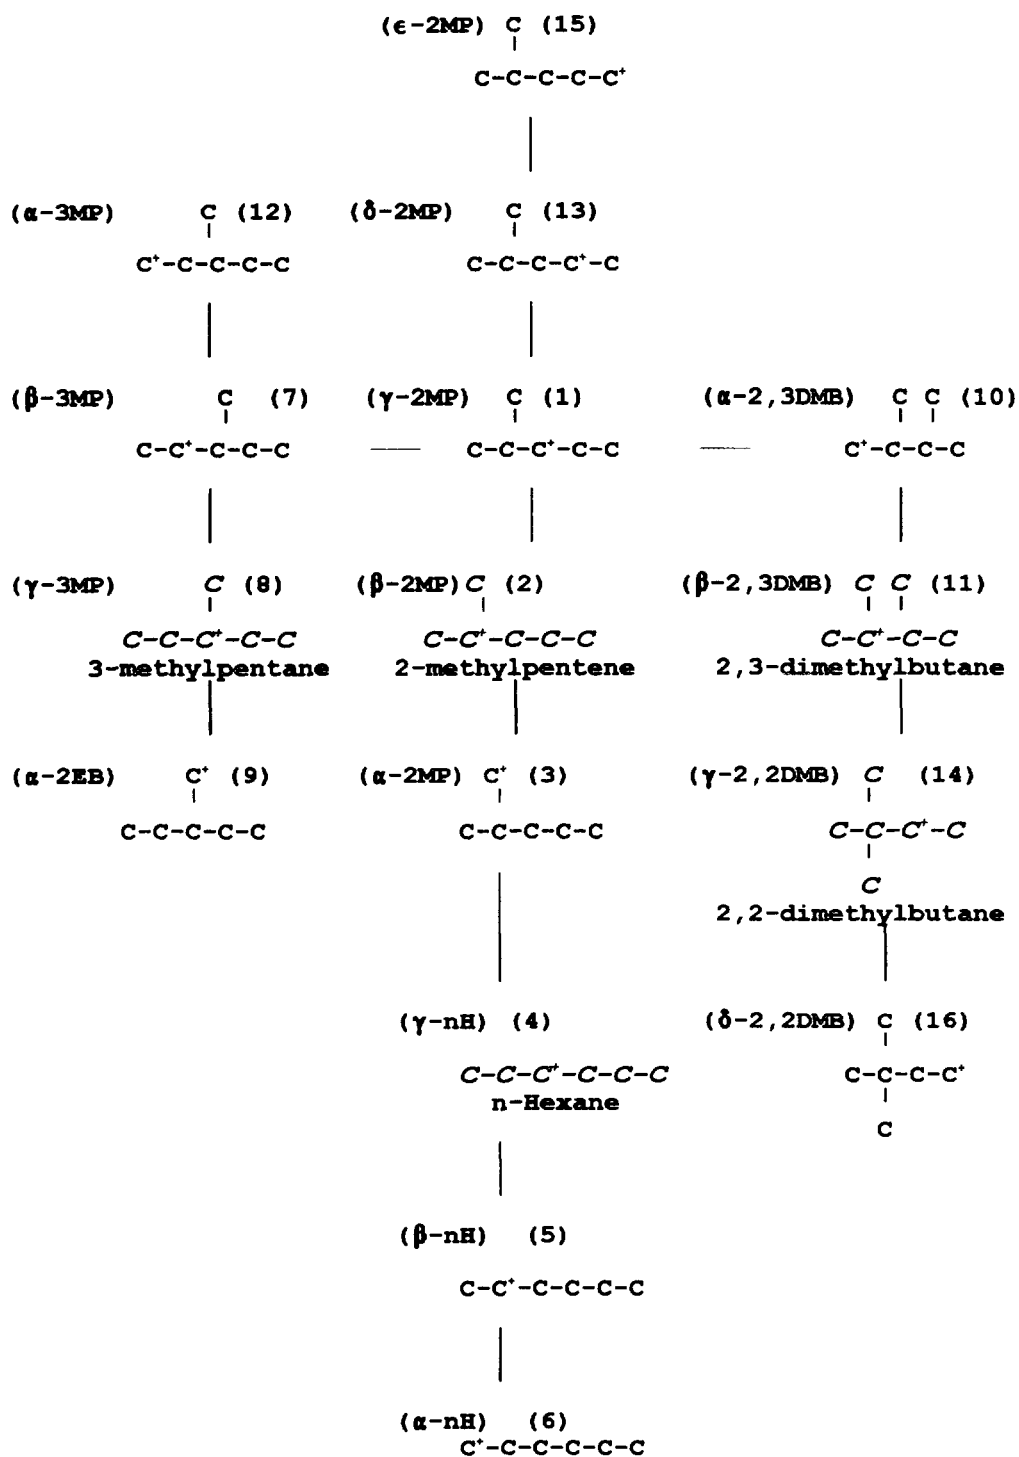 (ϵ-2MP) C (15)
C-C-C-C-C⁺
(α-3MP) C (12) (δ-2MP) C (13)
C⁺-C-C-C-C C-C-C-C⁺-C
(β-3MP) C (7) (γ-2MP) C (1) (α-2,3DMB) C C (10)
C-C⁺-C-C-C C-C-C⁺-C-C C⁺-C-C-C
(γ-3MP) C (8) (β-2MP) C (2) (β-2,3DMB) C C (11)
C-C-C⁺-C-C C-C⁺-C-C-C C-C⁺-C-C
3-methylpentane 2-methylpentene 2,3-dimethylbutane
(α-2EB) C⁺ (9) (α-2MP) C⁺ (3) (γ-2,2DMB) C (14)
C-C-C-C-C C-C-C-C-C C-C-C⁺-C
C
2,2-dimethylbutane
(γ-nH) (4) (δ-2,2DMB) C (16)
C-C-C⁺-C-C-C C-C-C-C⁺
n-Hexane
C
(β-nH) (5)
C-C⁺-C-C-C-C
(α-nH) (6)
C⁺-C-C-C-C-C